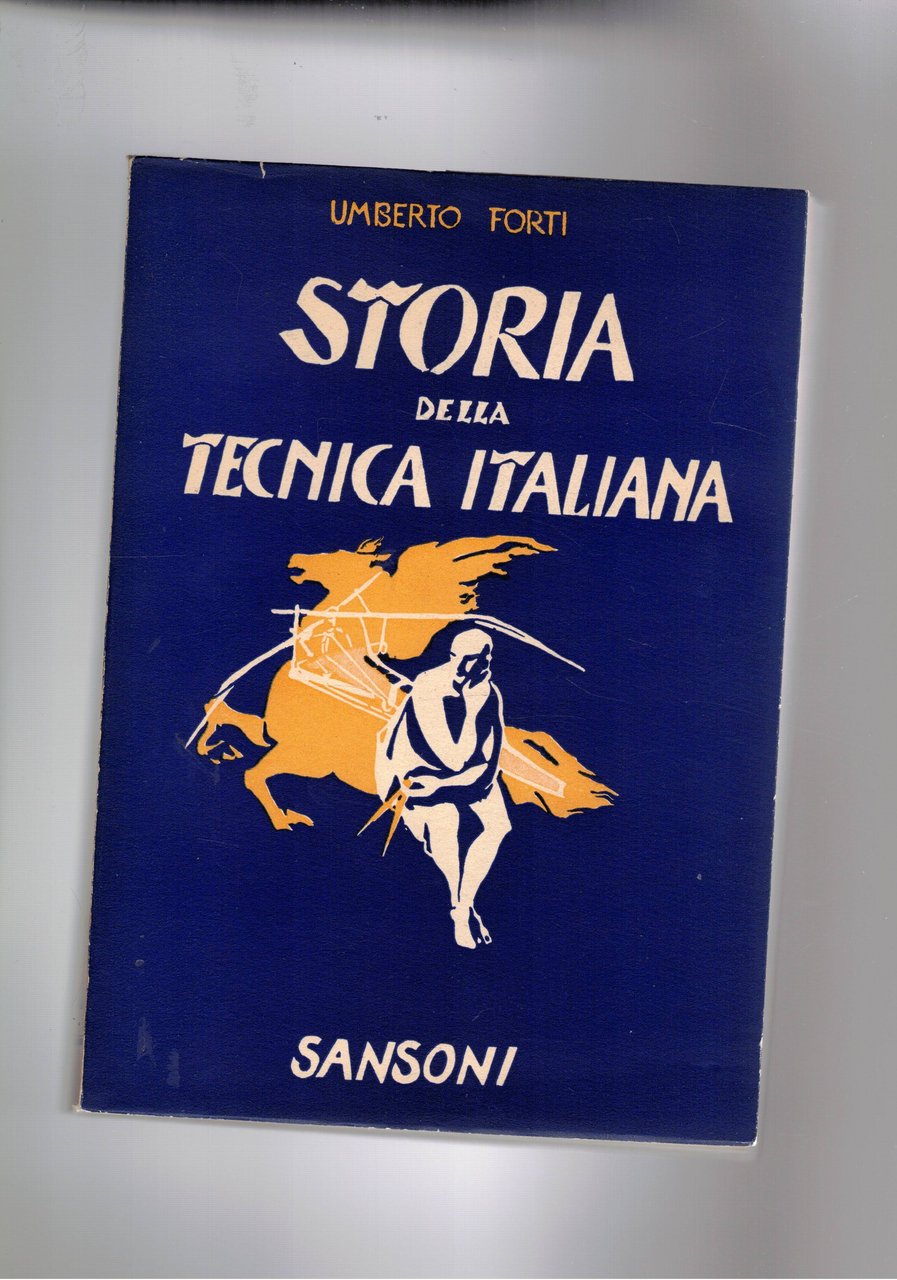 UMBERTO FORTI
STORIA
DELLA
TECNICA ITALIANA
SANSONI